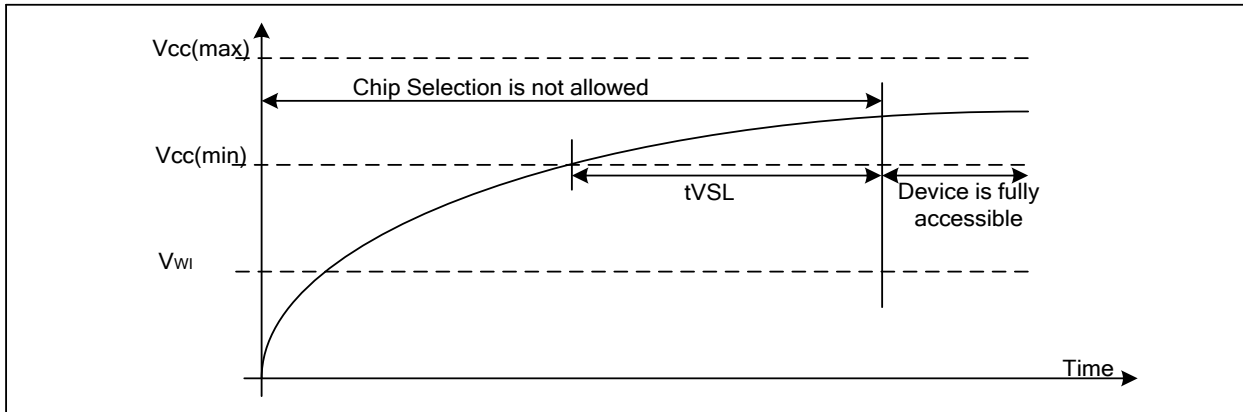 Vcc(max)
Chip Selection is not allowed
Vcc(min)
tVSL
Device is fully
accessible
VWI
Time